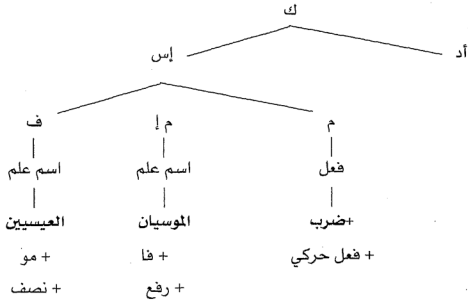 ك
أد إس
م م إ ف
فعل اسم علم اسم علم
+ضرب الموسيان العيسيين
+ فعل حركي + فا + مو
+ رفع + نصف